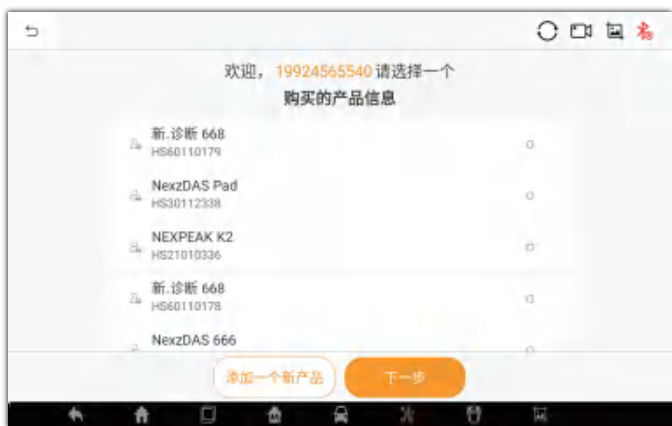 欢迎， 19924565540 请选择一个
购买的产品信息
新.诊断 668
HS60110179
NexzDAS Pad
HS30112338
NEXPEAK K2
HS21010336
新.诊断 668
HS60110178
NexzDAS 666
添加一个新产品
下一步